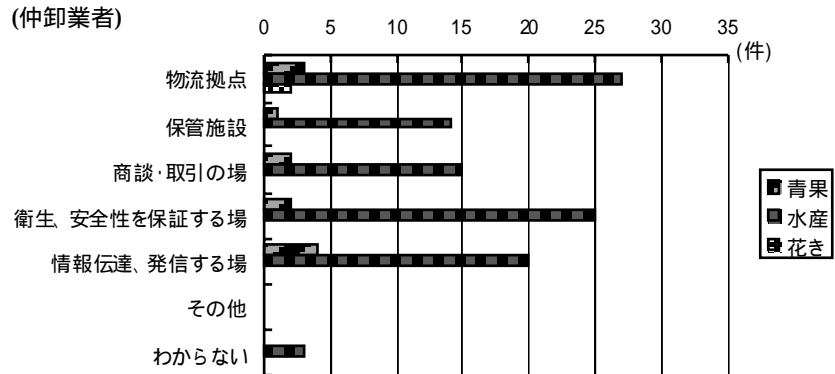 (仲卸業者)
0 5 10 15 20 25 30 35
(件)
物流拠点
保管施設
商談・取引の場
衛生、安全性を保証する場
情報伝達、発信する場
その他
わからない
青果
水産
花き